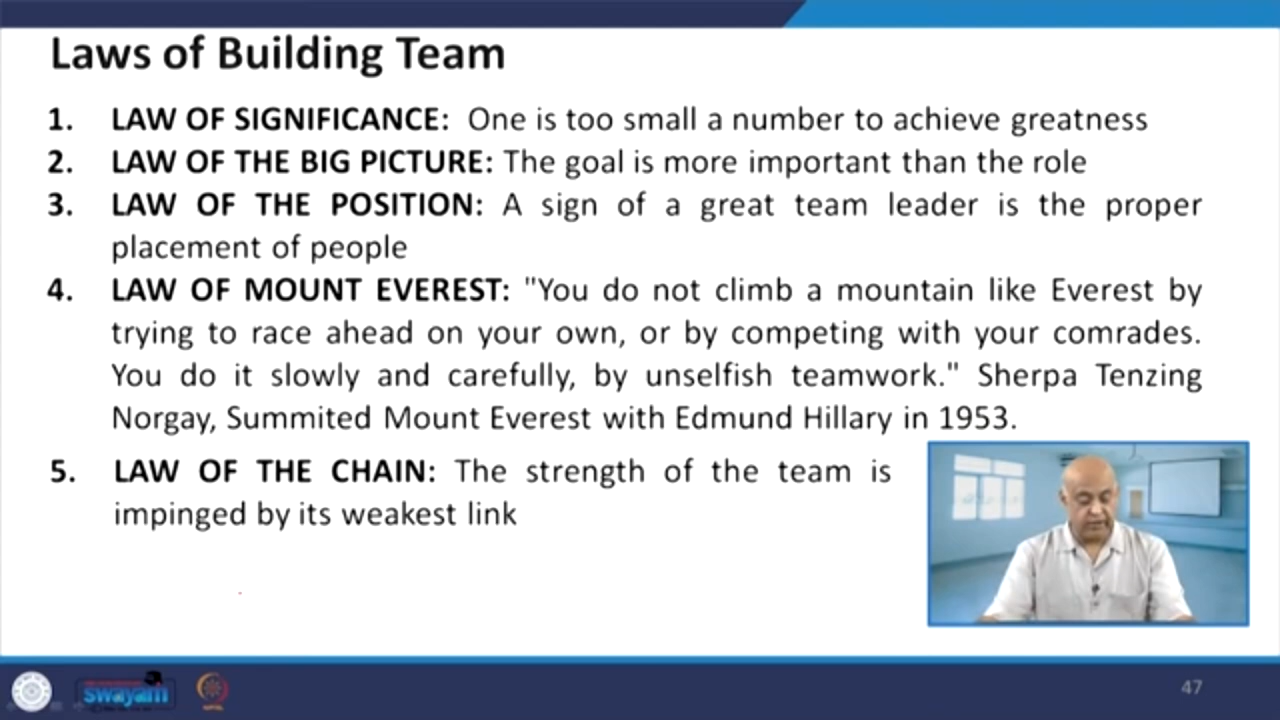 Laws of Building Team
1. LAW OF SIGNIFICANCE: One is too small a number to achieve greatness
2. LAW OF THE BIG PICTURE: The goal is more important than the role
3. LAW OF THE POSITION: A sign of a great team leader is the proper
placement of people
4. LAW OF MOUNT EVEREST: "You do not climb a mountain like Everest by
trying to race ahead on your own, or by competing with your comrades.
You do it slowly and carefully, by unselfish teamwork." Sherpa Tenzing
Norgay, Summited Mount Everest with Edmund Hillary in 1953.
5. LAW OF THE CHAIN: The strength of the team is
impinged by its weakest link
swayam
47